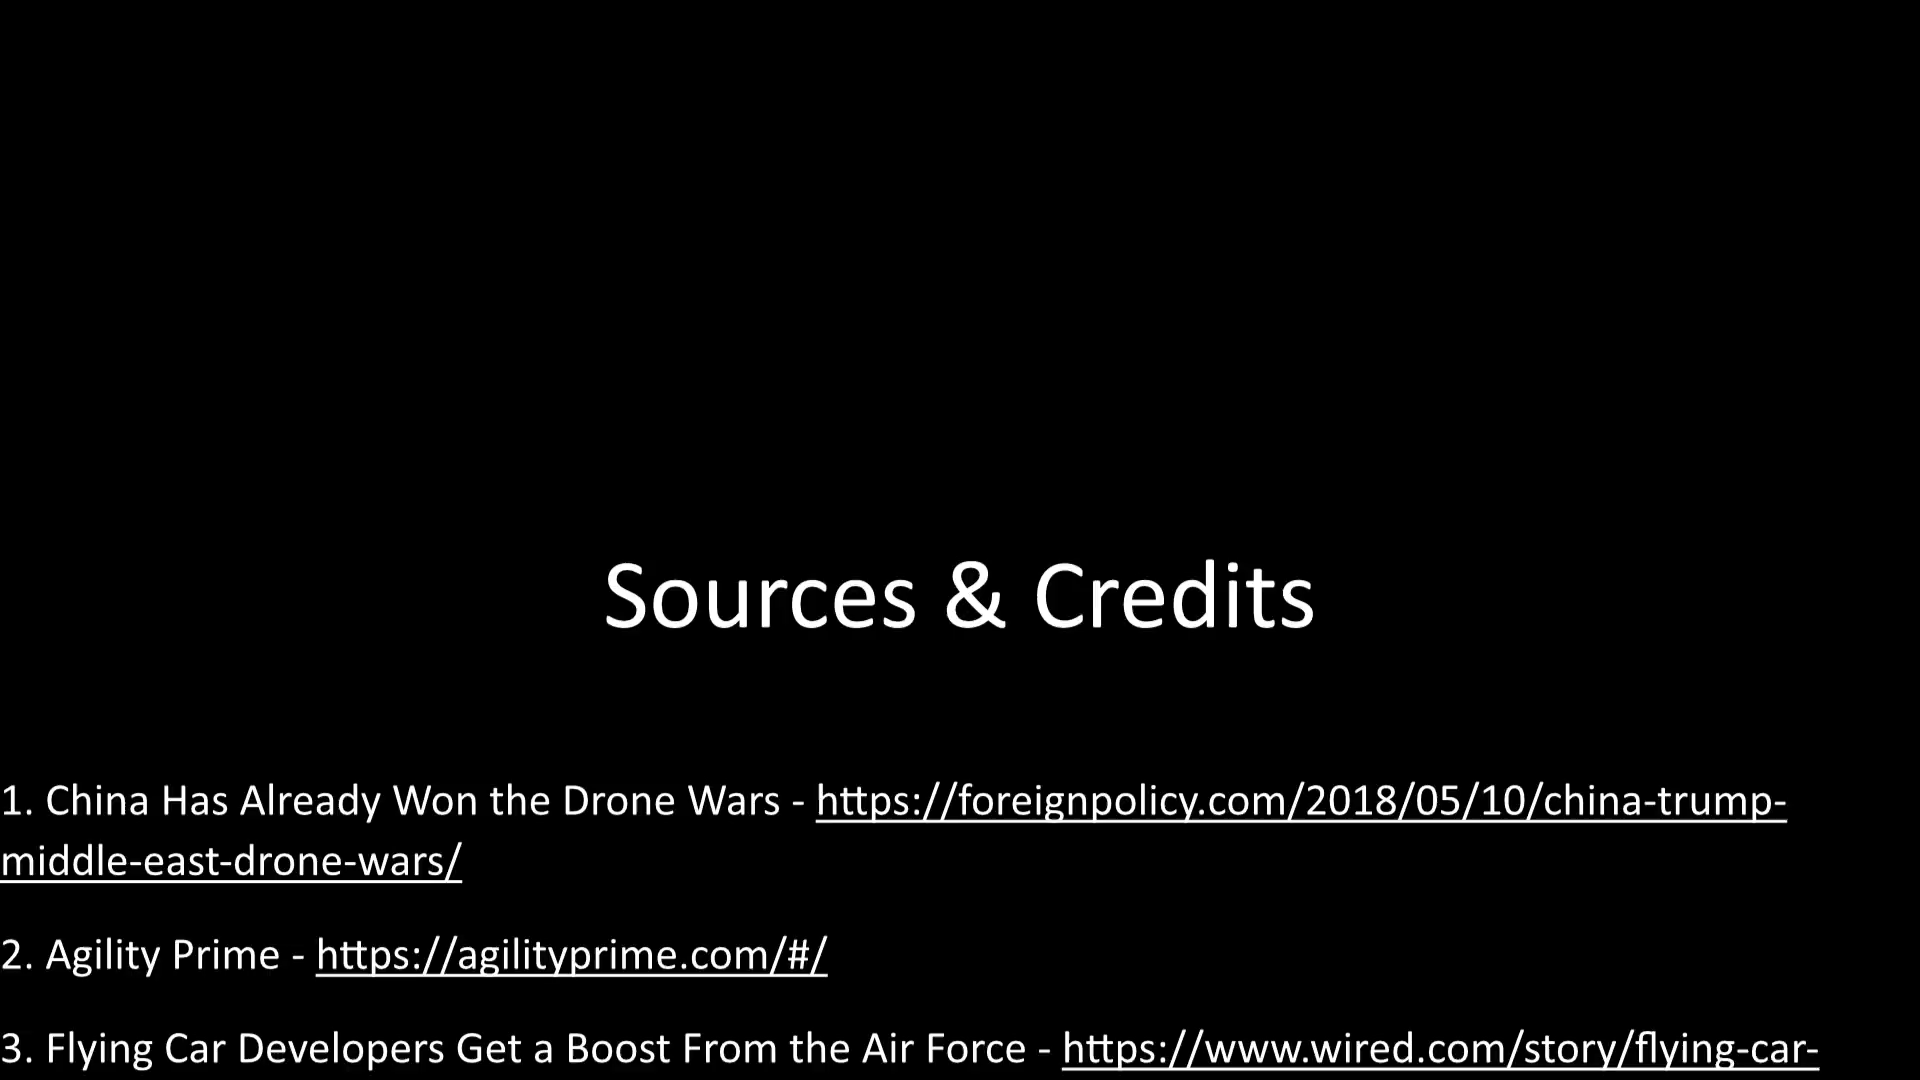 Sources & Credits
1. China Has Already Won the Drone Wars - https://foreignpolicy.com/2018/05/10/china-trump-
middle-east-drone-wars/
2. Agility Prime - https://agilityprime.com/#/
3. Flying Car Developers Get a Boost From the Air Force - https://www.wired.com/story/flying-car-